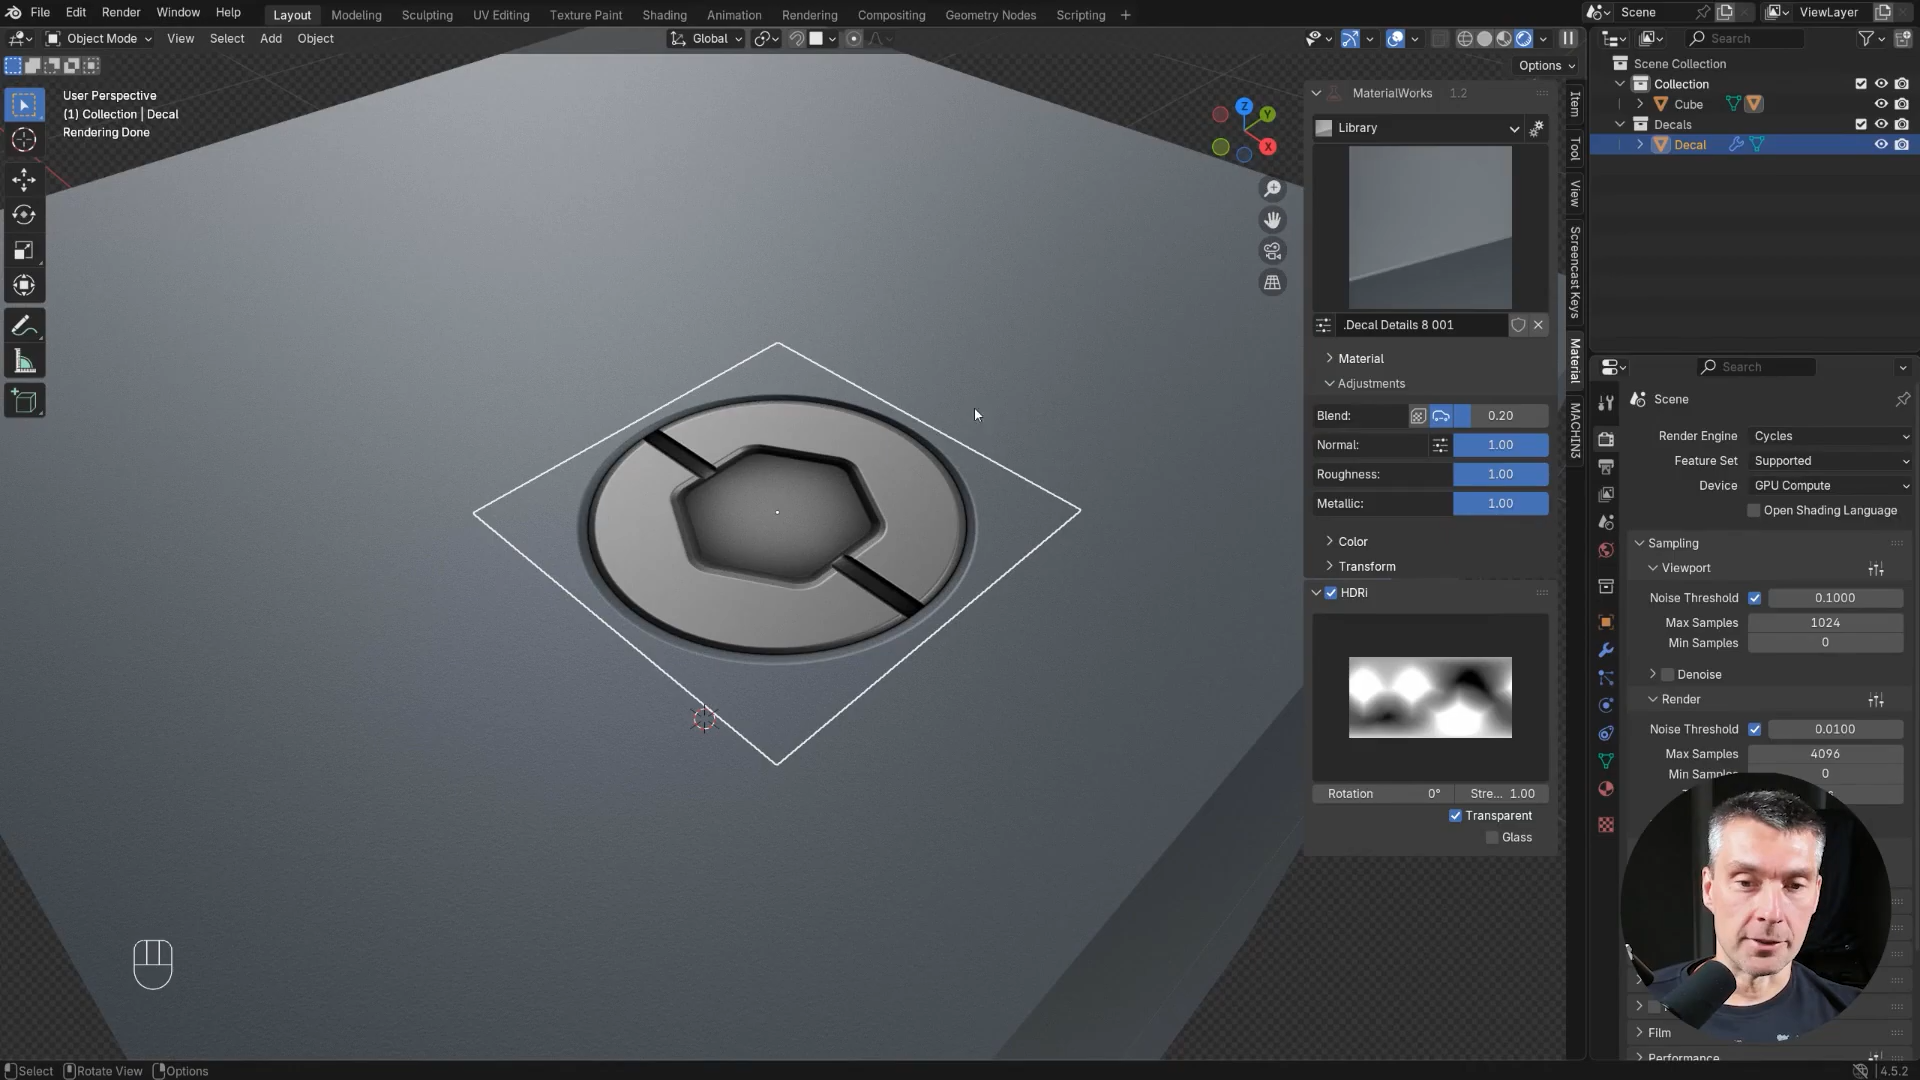 File Edit Render Window Help
Layout Modeling Sculpting UV Editing Texture Paint Shading Animation Rendering Compositing Geometry Nodes Scripting
Scene
ViewLayer
Object Mode View Select Add Object
Global
Search
Options
User Perspective
(1) Collection | Decal
Rendering Done
Z
Y
X
MaterialWorks 1.2
Library
.Decal Details 8 001
Material
Adjustments
Blend: 0.20
Normal: 1.00
Roughness: 1.00
Metallic: 1.00
Color
Transform
HDRi
Rotation 0° Stre... 1.00
Transparent
Glass
Item
Tool
View
Screencast Keys
Material
MACHIN3
Scene Collection
Collection
Cube
Decals
Decal
Search
Scene
Render Engine Cycles
Feature Set Supported
Device GPU Compute
Open Shading Language
Sampling
Viewport
Noise Threshold 0.1000
Max Samples 1024
Min Samples 0
Denoise
Render
Noise Threshold 0.0100
Max Samples 4096
Min Samples 0
Film
Performance
Select Rotate View Options
4.5.2